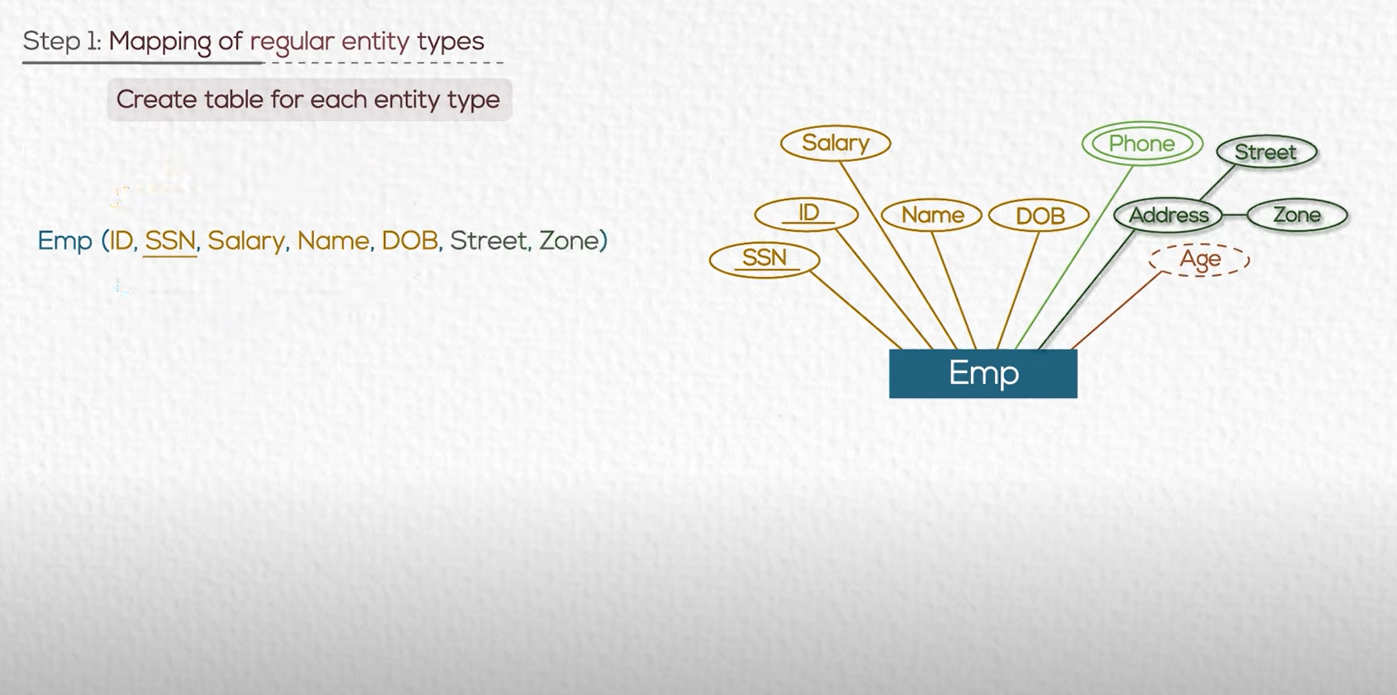 Step 1: Mapping of regular entity types
Create table for each entity type
Salary
Phone
Street
ID
Name
DOB
Address
Zone
SSN
Age
Emp (ID, SSN, Salary, Name, DOB, Street, Zone)
Emp